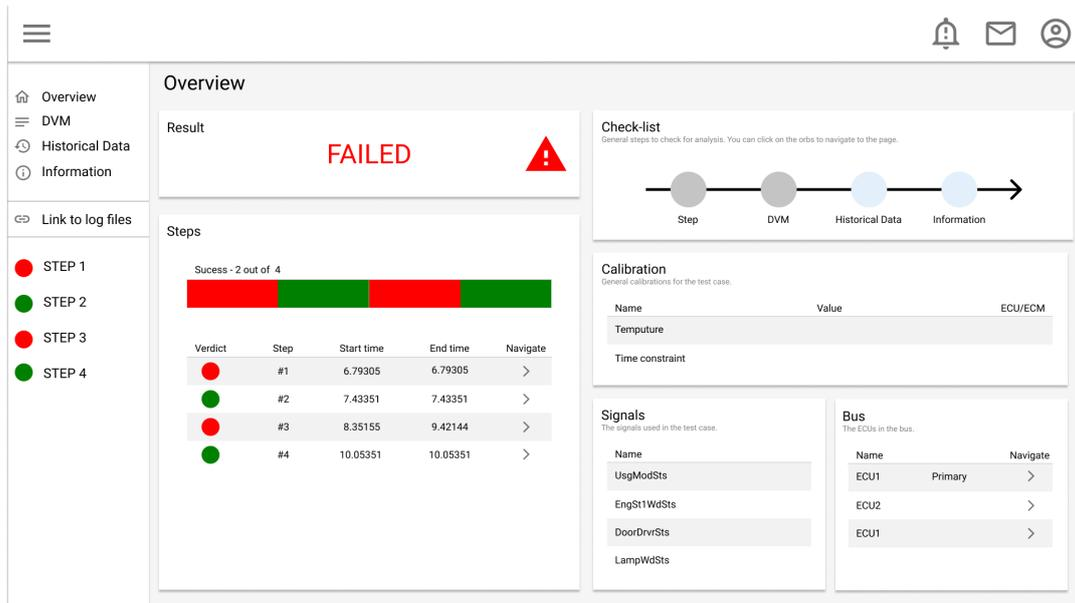 Overview
Overview
DVM
Historical Data
Information
Link to log files
STEP 1
STEP 2
STEP 3
STEP 4
Result
FAILED
Steps
Sucess - 2 out of 4
Verdict Step Start time End time Navigate
#1 6.79305 6.79305
#2 7.43351 7.43351
#3 8.35155 9.42144
#4 10.05351 10.05351
Check-list
General steps to check for analysis. You can click on the orbs to navigate to the page.
Step DVM Historical Data Information
Calibration
General calibrations for the test case.
Name Value ECU/ECM
Temputure
Time constraint
Signals
The signals used in the test case.
Name
UsgModSts
EngSt1WdSts
DoorDrvrSts
LampWdSts
Bus
The ECUs in the bus.
Name Navigate
ECU1 Primary
ECU2
ECU1